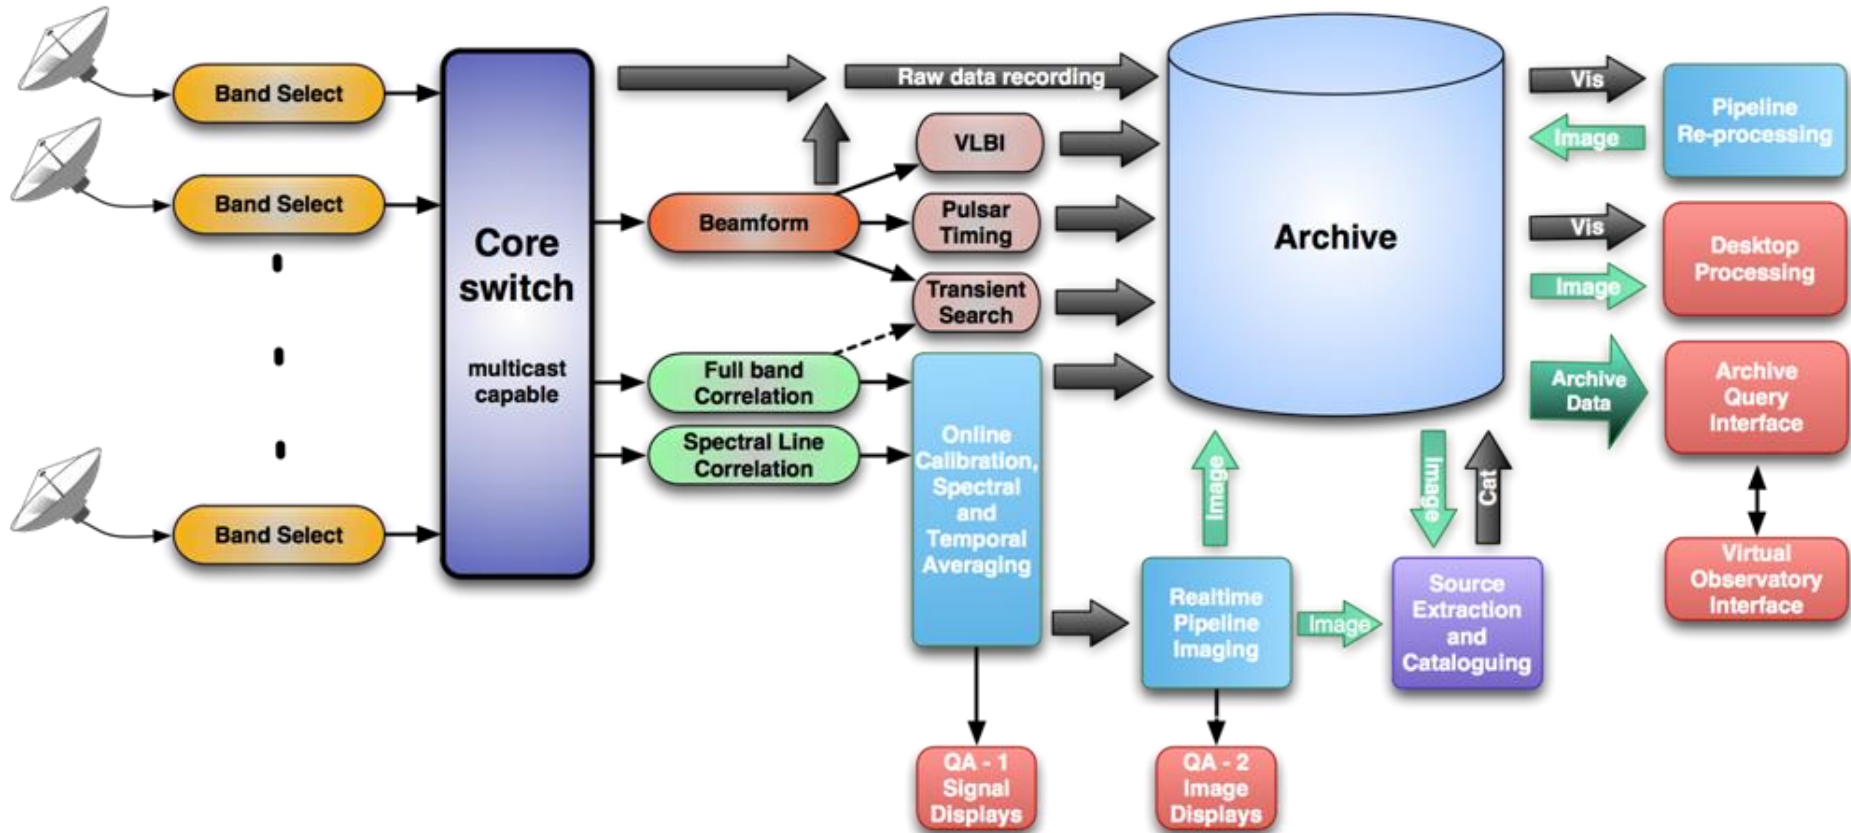 Band Select
Band Select
Band Select
Core
switch
multicast
capable
Raw data recording
Beamform
VLBI
Pulsar
Timing
Transient
Search
Full band
Correlation
Spectral Line
Correlation
Online
Calibration,
Spectral
and
Temporal
Averaging
QA - 1
Signal
Displays
Archive
Image
Realtime
Pipeline
Imaging
QA - 2
Image
Displays
Image
Image
Cat
Source
Extraction
and
Cataloguing
Vis
Image
Pipeline
Re-processing
Vis
Image
Desktop
Processing
Archive
Data
Archive
Query
Interface
Virtual
Observatory
Interface